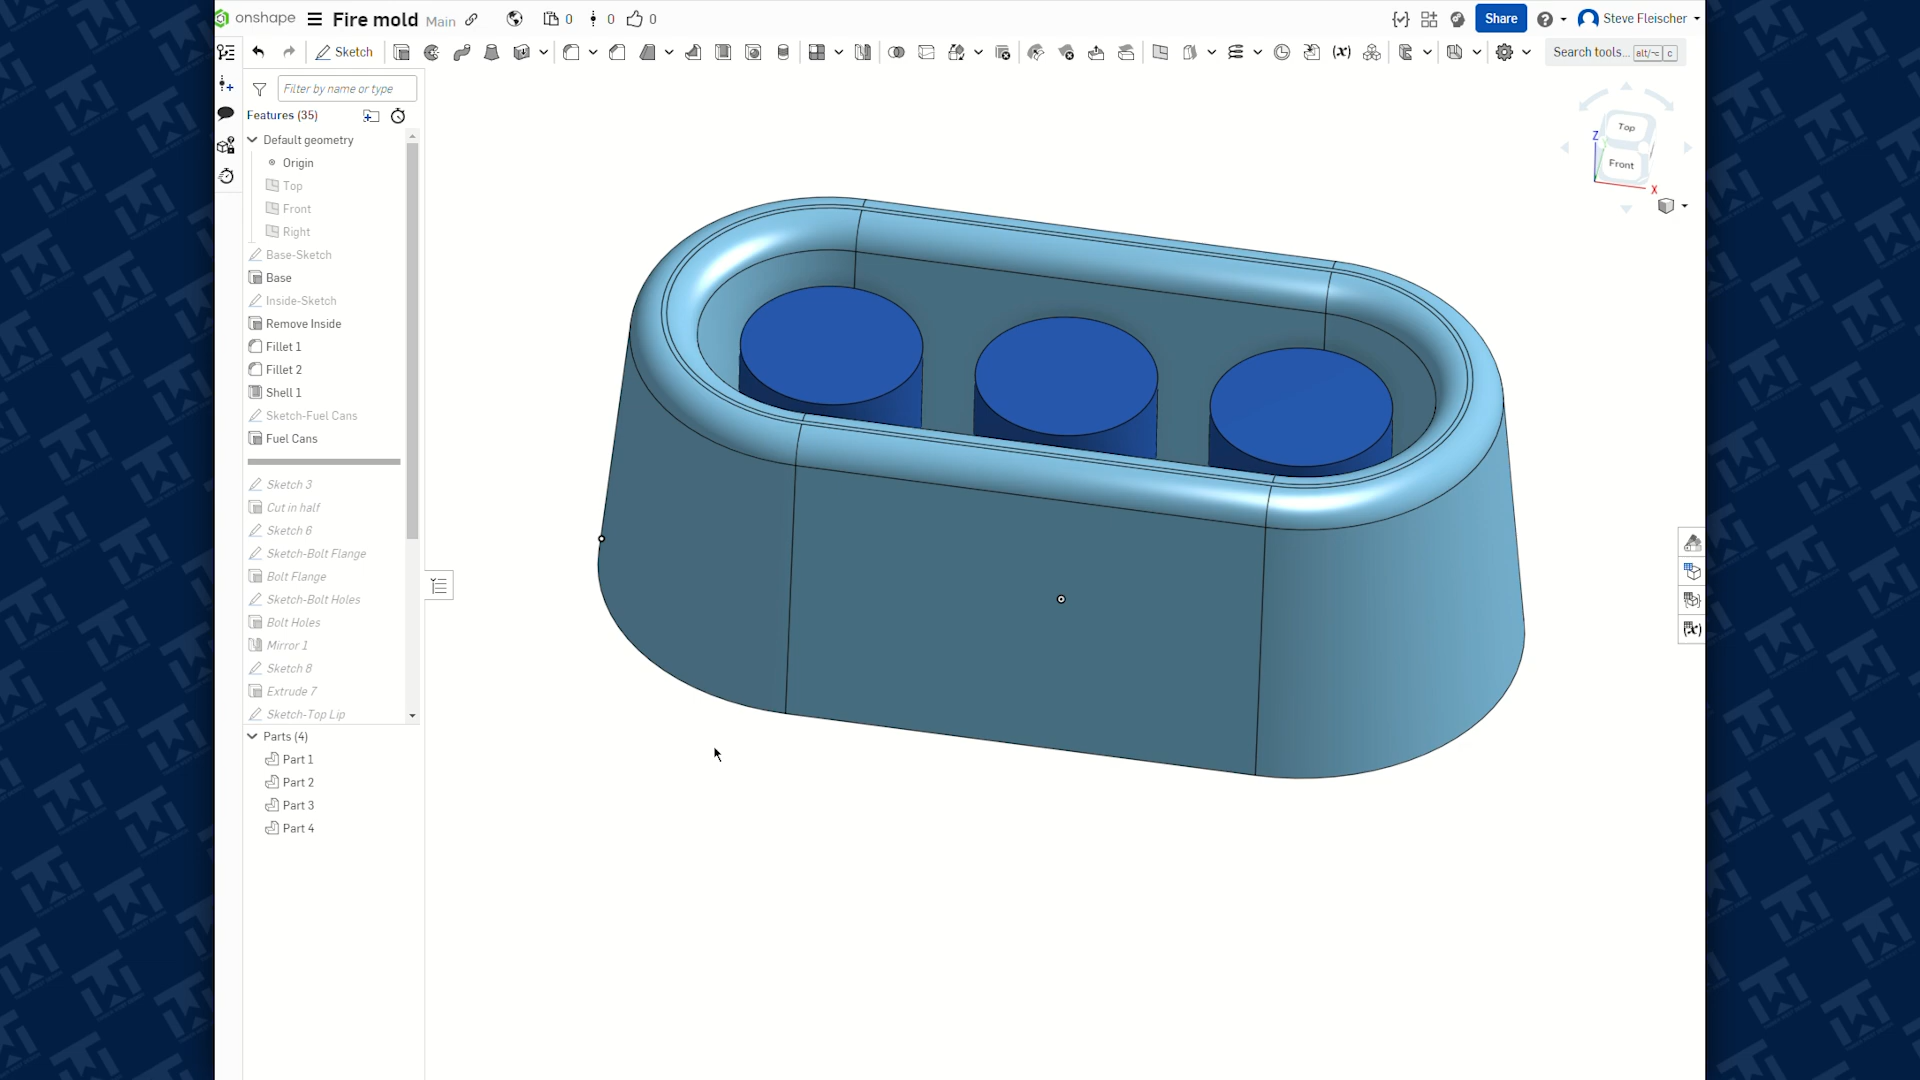 onshape Fire mold Main 0 0 0 Share Steve Fleischer
Sketch (x) Search tools... alt/⌥ c
Filter by name or type
Features (35)
Default geometry
Origin
Top
Front
Right
Base-Sketch
Base
Inside-Sketch
Remove Inside
Fillet 1
Fillet 2
Shell 1
Sketch-Fuel Cans
Fuel Cans
Sketch 3
Cut in half
Sketch 6
Sketch-Bolt Flange
Bolt Flange
Sketch-Bolt Holes
Bolt Holes
Mirror 1
Sketch 8
Extrude 7
Sketch-Top Lip
Parts (4)
Part 1
Part 2
Part 3
Part 4
Top
Z
Front
X
(x)